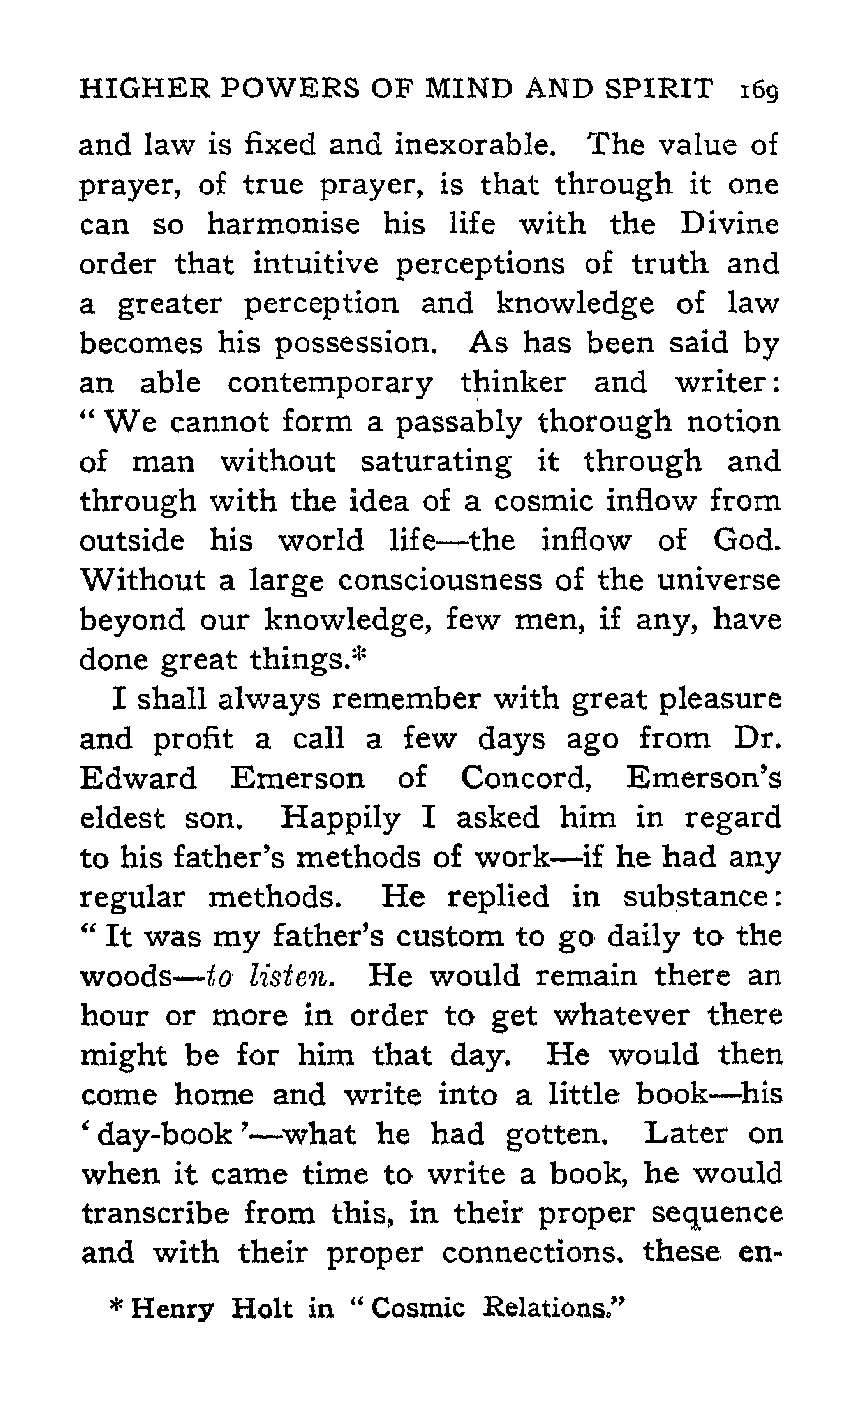 HIGHER POWERS OF MIND AND SPIRIT 169
and law is fixed and inexorable. The value of
prayer, of true prayer, is that through it one
can so harmonise his life with the Divine
order that intuitive perceptions of truth and
a greater perception and knowledge of law
becomes his possession. As has been said by
an able contemporary thinker and writer:
“ We cannot form a passably thorough notion
of man without saturating it through and
through with the idea of a cosmic inflow from
outside his world life—the inflow of God.
Without a large consciousness of the universe
beyond our knowledge, few men, if any, have
done great things.*
I shall always remember with great pleasure
and profit a call a few days ago from Dr.
Edward Emerson of Concord, Emerson’s
eldest son. Happily I asked him in regard
to his father’s methods of work—if he had any
regular methods. He replied in substance:
“ It was my father’s custom to go daily to the
woods—to listen. He would remain there an
hour or more in order to get whatever there
might be for him that day. He would then
come home and write into a little book—his
‘ day-book ’—what he had gotten. Later on
when it came time to write a book, he would
transcribe from this, in their proper sequence
and with their proper connections. these en-
* Henry Holt in “ Cosmic Relations.”